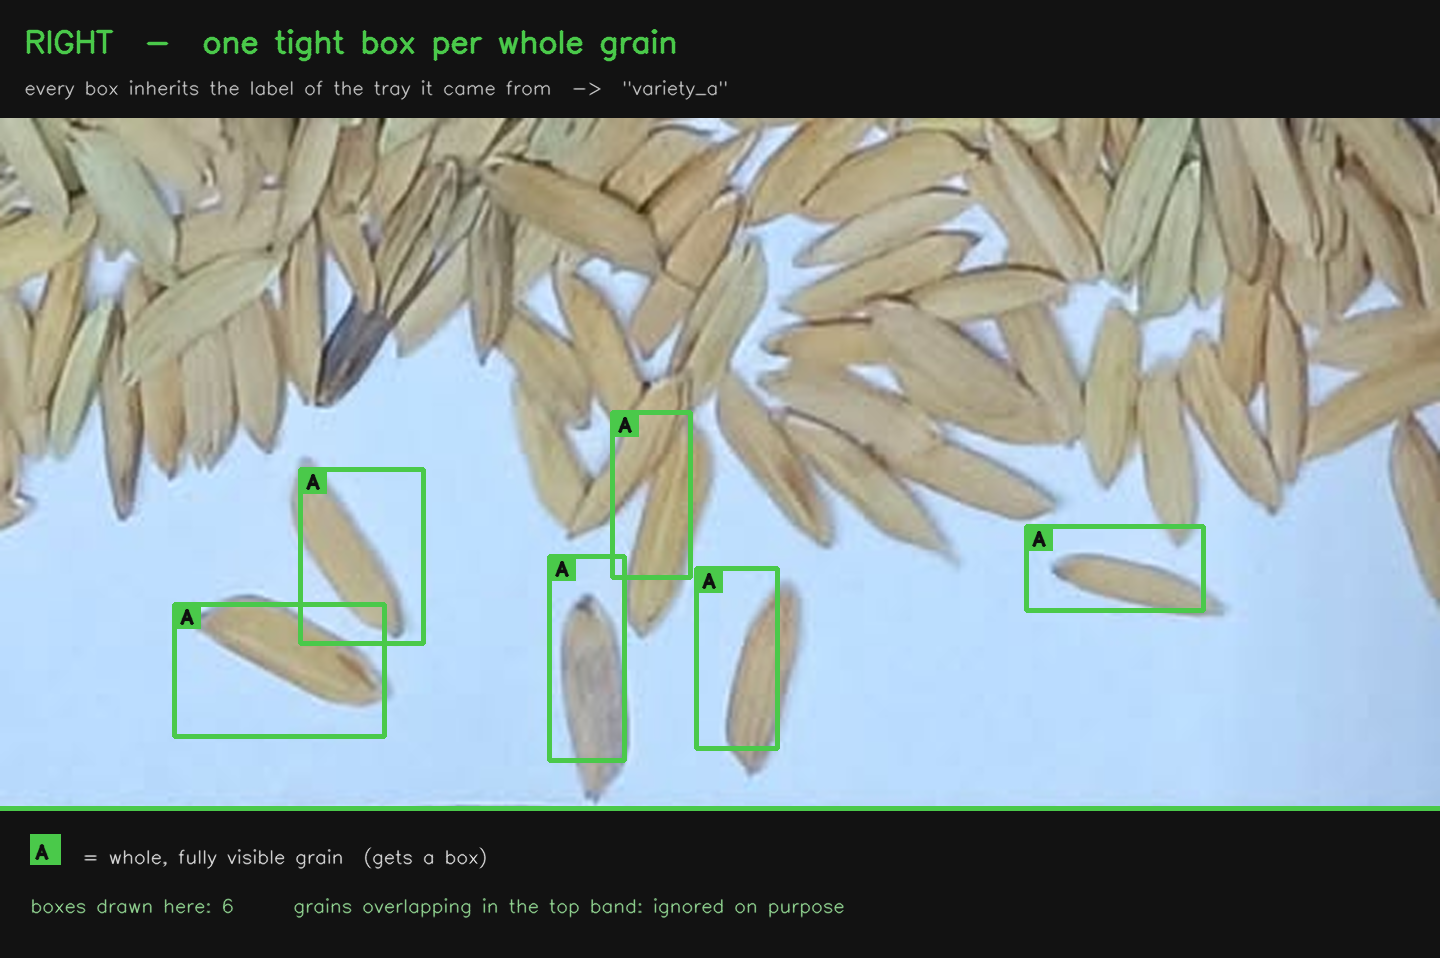 RIGHT — one tight box per whole grain
every box inherits the label of the tray it came from --> "variety_a"
A
A
A
A
A
A
A = whole, fully visible grain (gets a box)
boxes drawn here: 6 grains overlapping in the top band: ignored on purpose